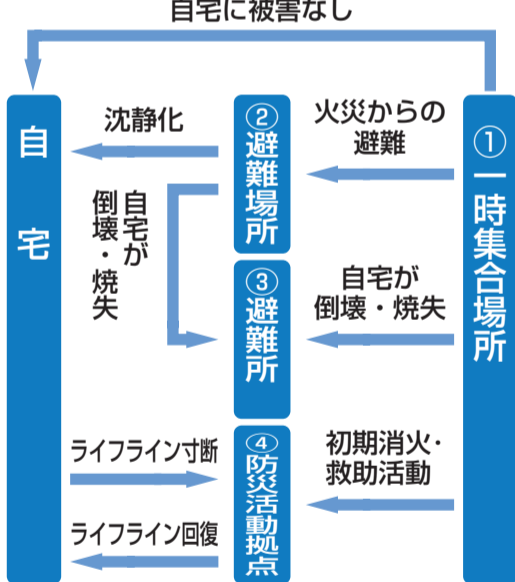 自宅に被害なし
自宅
沈静化
②避難場所
火災からの
避難
①一時集合場所
自宅が
倒壊・焼失
③避難所
自宅が
倒壊・焼失
ライフライン寸断
④防災活動拠点
初期消火・
救助活動
ライフライン回復